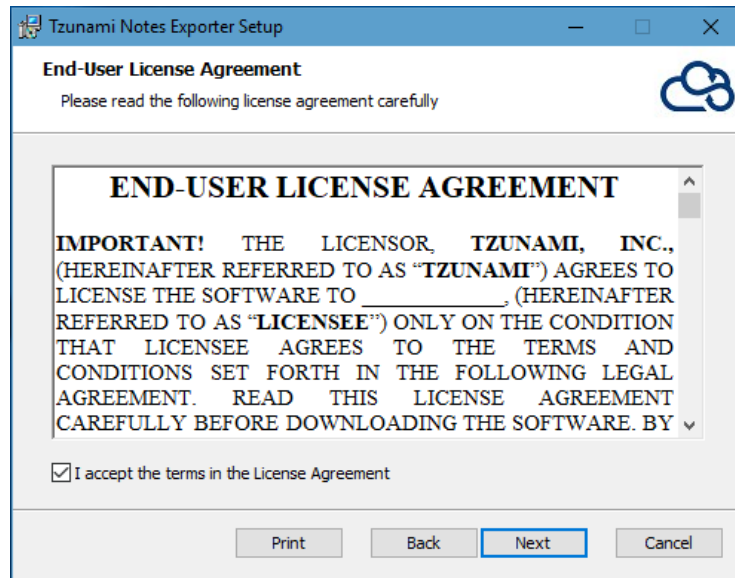 Tzunami Notes Exporter Setup
End-User License Agreement
Please read the following license agreement carefully
END-USER LICENSE AGREEMENT
IMPORTANT! THE LICENSOR, TZUNAMI, INC.,
(HEREINAFTER REFERRED TO AS “TZUNAMI”) AGREES TO
LICENSE THE SOFTWARE TO _____________, (HEREINAFTER
REFERRED TO AS “LICENSEE”) ONLY ON THE CONDITION
THAT LICENSEE AGREES TO THE TERMS AND
CONDITIONS SET FORTH IN THE FOLLOWING LEGAL
AGREEMENT. READ THIS LICENSE AGREEMENT
CAREFULLY BEFORE DOWNLOADING THE SOFTWARE. BY
I accept the terms in the License Agreement
Print Back Next Cancel